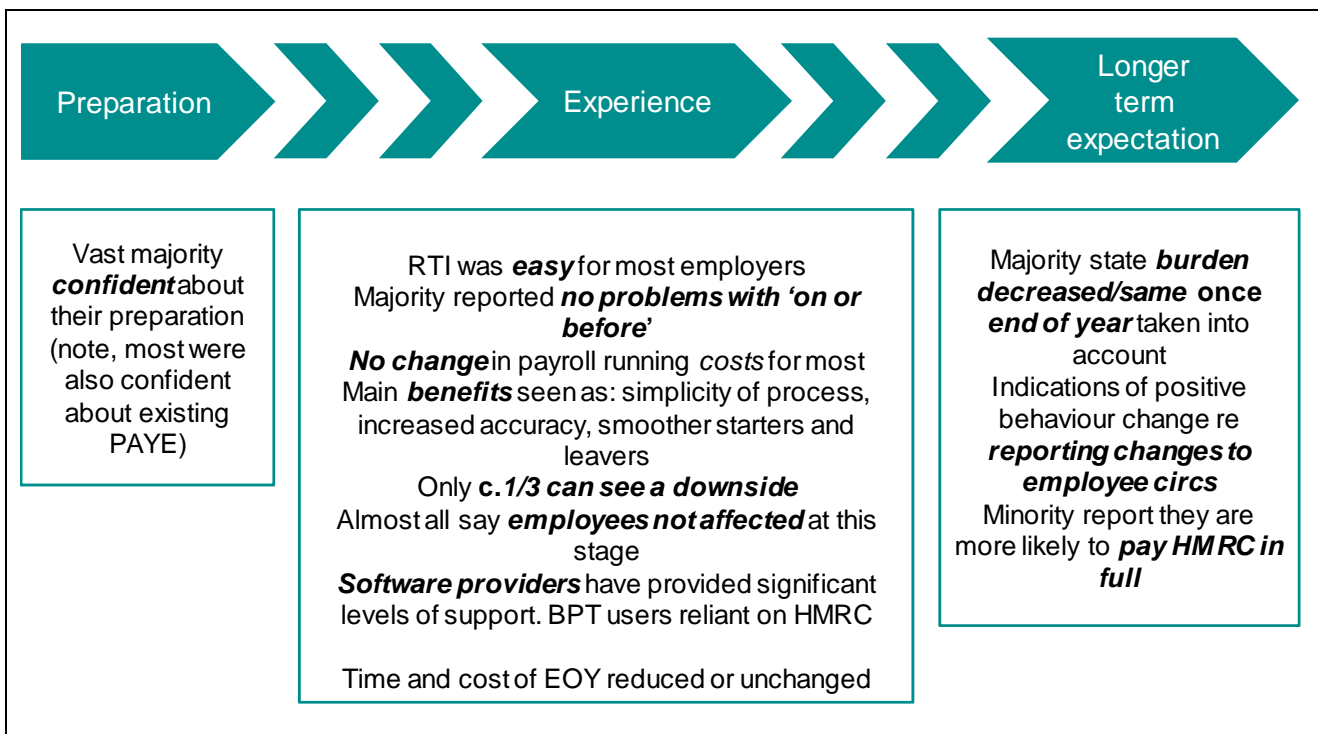 Preparation
Experience
Longer
term
expectation
Vast majority
confident about
their preparation
(note, most were
also confident
about existing
PAYE)
RTI was easy for most employers
Majority reported no problems with ‘on or
before’
No change in payroll running costs for most
Main benefits seen as: simplicity of process,
increased accuracy, smoother starters and
leavers
Only c.1/3 can see a downside
Almost all say employees not affected at this
stage
Software providers have provided significant
levels of support. BPT users reliant on HMRC
Time and cost of EOY reduced or unchanged
Majority state burden
decreased/same once
end of year taken into
account
Indications of positive
behaviour change re
reporting changes to
employee circs
Minority report they are
more likely to pay HMRC in
full